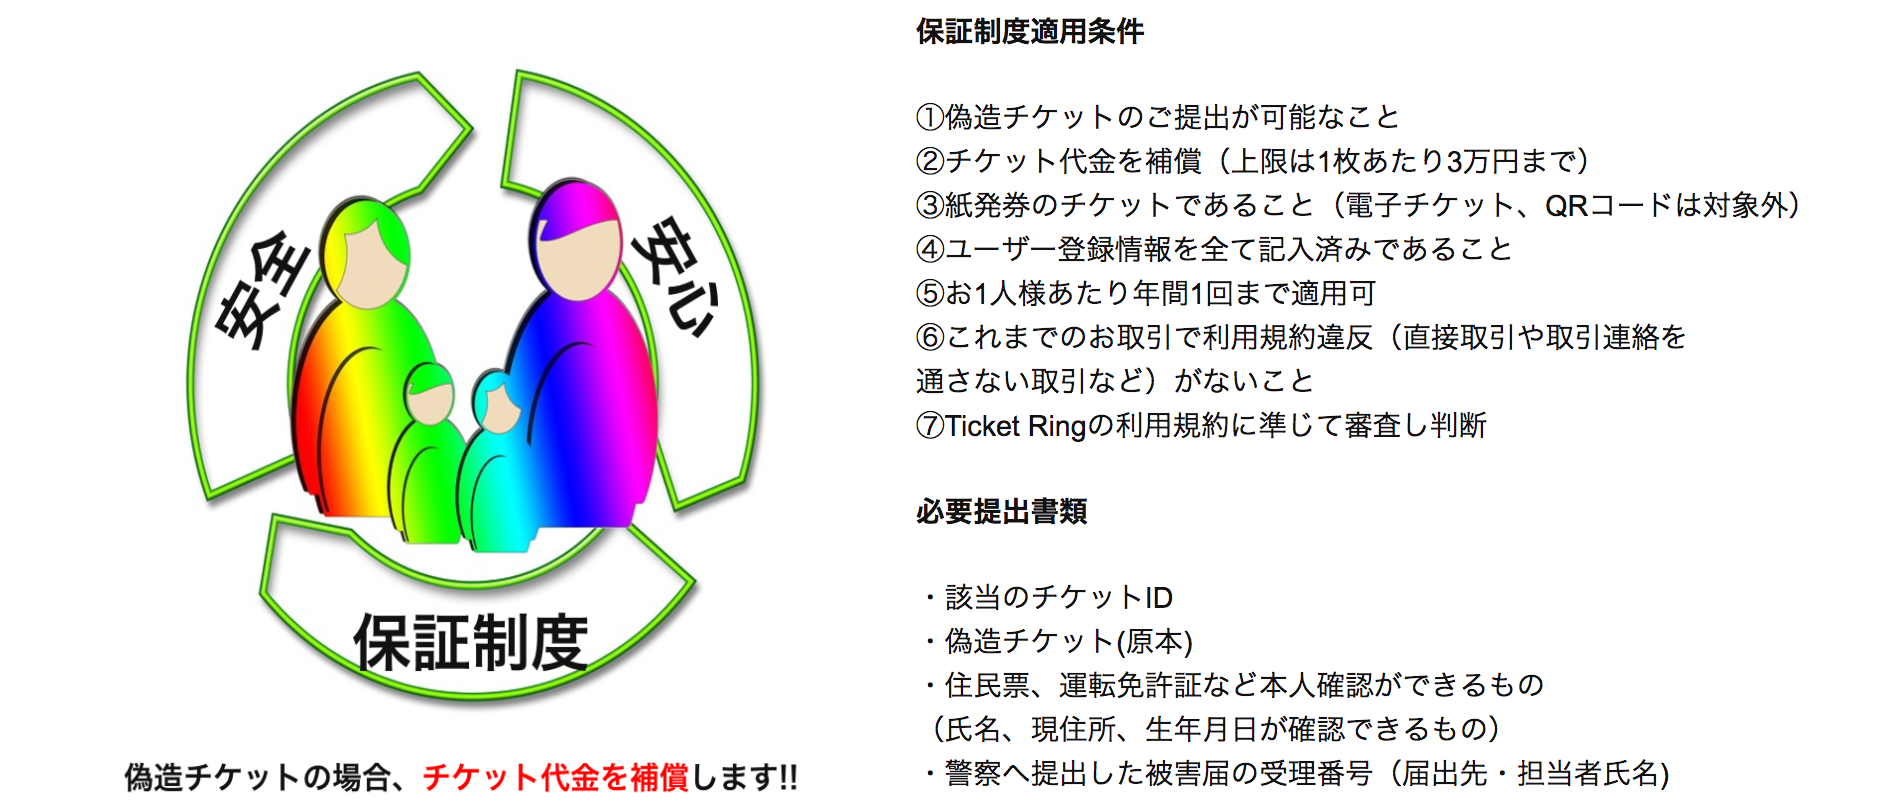 安全
安心
保証制度
偽造チケットの場合、チケット代金を補償します!!
保証制度適用条件
①偽造チケットのご提出が可能なこと
②チケット代金を補償（上限は1枚あたり3万円まで）
③紙発券のチケットであること（電子チケット、QRコードは対象外）
④ユーザー登録情報を全て記入済みであること
⑤お1人様あたり年間1回まで適用可
⑥これまでのお取引で利用規約違反（直接取引や取引連絡を
通さない取引など）がないこと
⑦Ticket Ringの利用規約に準じて審査し判断
必要提出書類
・該当のチケットID
・偽造チケット(原本)
・住民票、運転免許証など本人確認ができるもの
（氏名、現住所、生年月日が確認できるもの）
・警察へ提出した被害届の受理番号（届出先・担当者氏名)